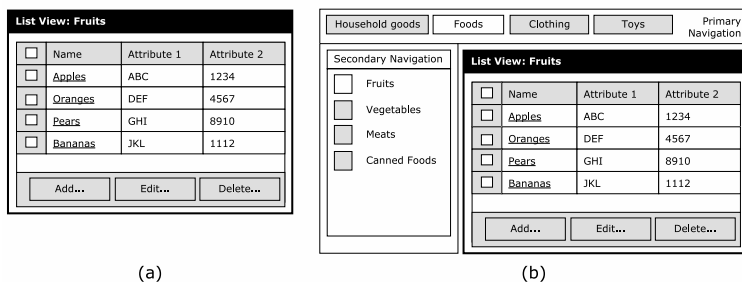 List View: Fruits
Name Attribute 1 Attribute 2
Apples ABC 1234
Oranges DEF 4567
Pears GHI 8910
Bananas JKL 1112
Add... Edit... Delete...
(a)
Household goods Foods Clothing Toys Primary
Navigation
Secondary Navigation
Fruits
Vegetables
Meats
Canned Foods
List View: Fruits
Name Attribute 1 Attribute 2
Apples ABC 1234
Oranges DEF 4567
Pears GHI 8910
Bananas JKL 1112
Add... Edit... Delete...
(b)